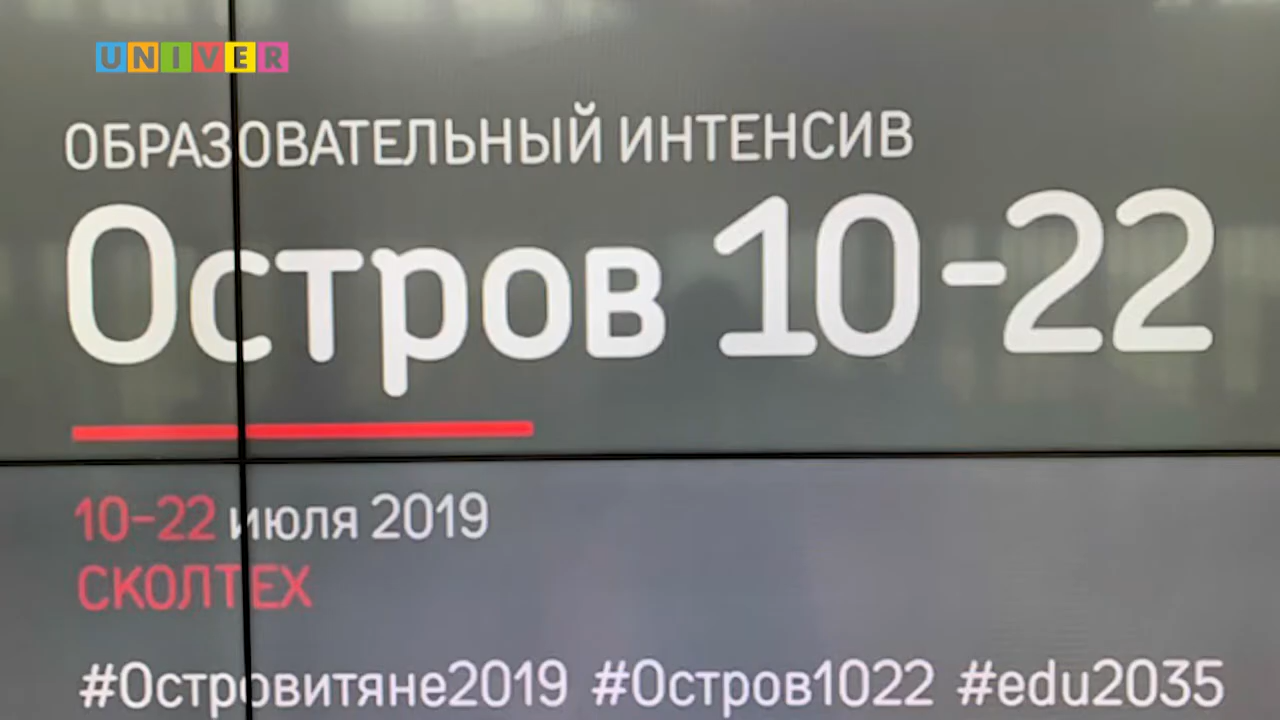 UNIVER
ОБРАЗОВАТЕЛЬНЫЙ ИНТЕНСИВ
Остров 10-22
10-22 июля 2019
СКОЛТЕХ
#Островитяне2019 #Остров1022 #edu2035